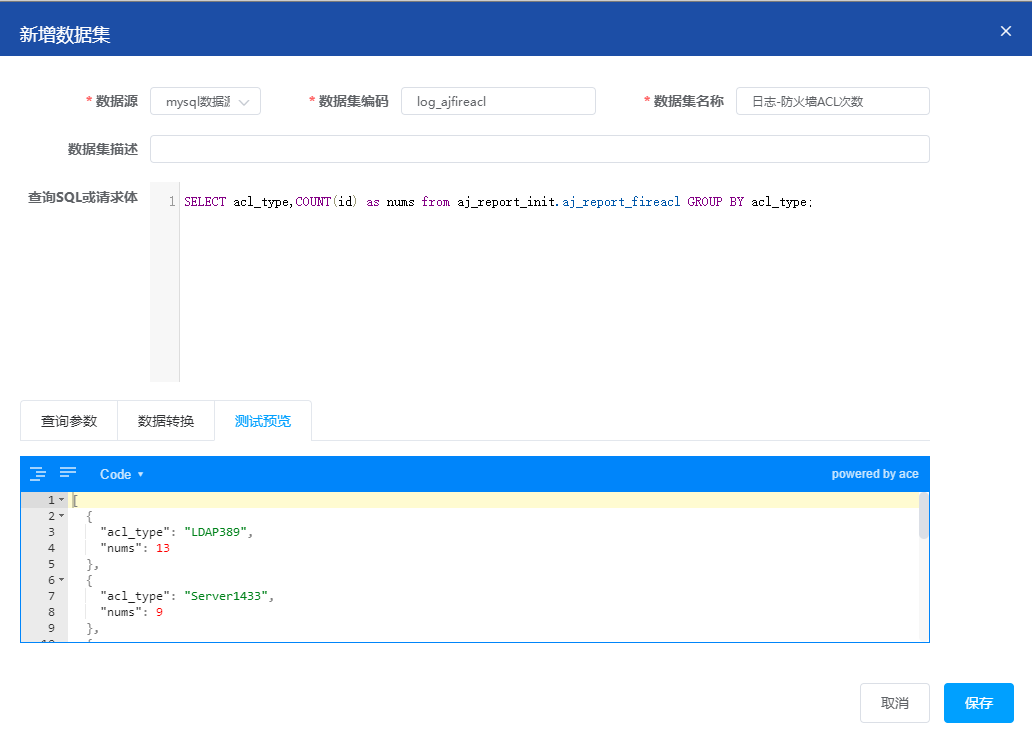 新增数据集
* 数据源 mysql数据源 * 数据集编码 log_ajfireacl * 数据集名称 日志-防火墙ACL次数
数据集描述
查询SQL或请求体
1 SELECT acl_type,COUNT(id) as nums from aj_report_init.aj_report_fireacl GROUP BY acl_type;
查询参数 数据转换 测试预览
Code powered by ace
1 [
2 {
3 "acl_type": "LDAP389",
4 "nums": 13
5 },
6 {
7 "acl_type": "Server1433",
8 "nums": 9
9 },
10 {
取消 保存